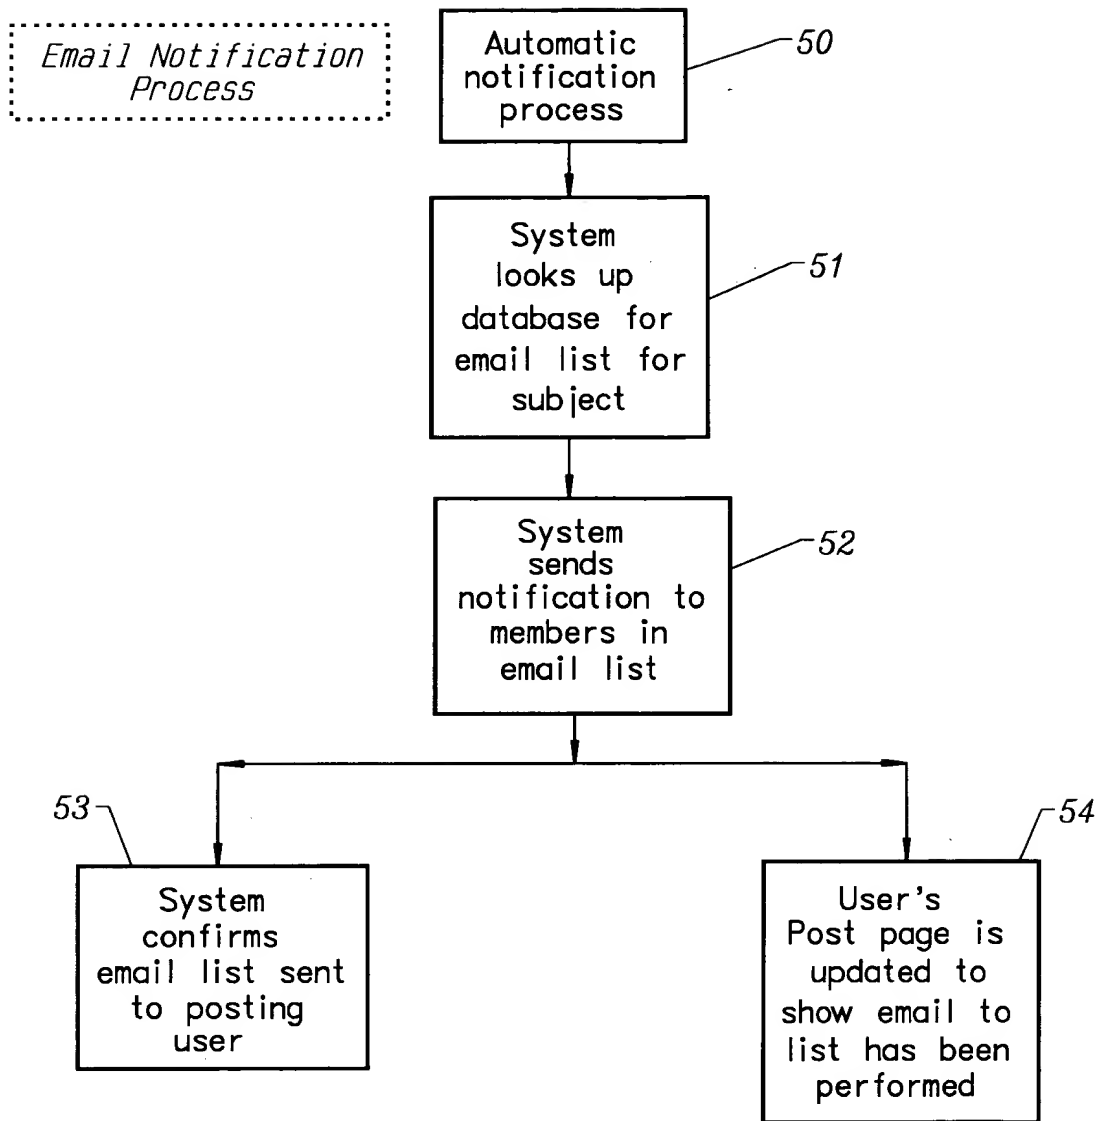 Email Notification
Process
Automatic
notification
process
50
System
looks up
database for
email list for
subject
51
System
sends
notification to
members in
email list
52
53
System
confirms
email list sent
to posting
user
54
User's
Post page is
updated to
show email to
list has been
performed